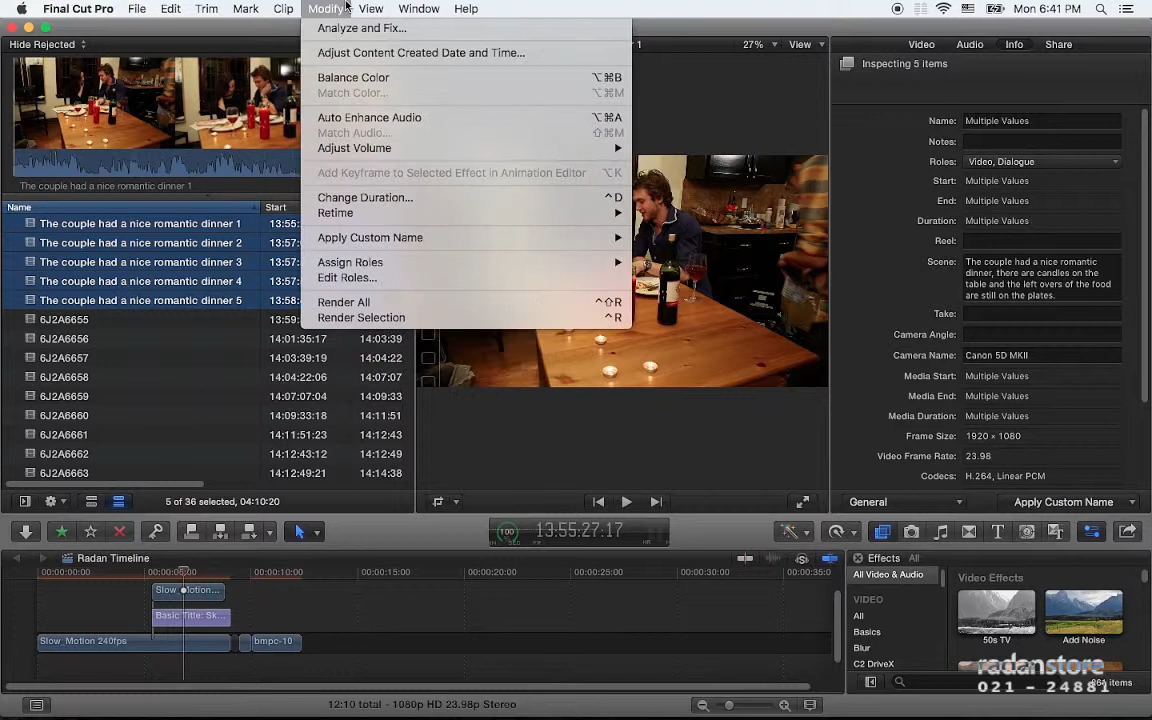 Final Cut Pro File Edit Trim Mark Clip Modify View Window Help
Mon 6:41 PM
Hide Rejected
The couple had a nice romantic dinner 1
Name Start
The couple had a nice romantic dinner 1 13:55:
The couple had a nice romantic dinner 2 13:57:
The couple had a nice romantic dinner 3 13:57:
The couple had a nice romantic dinner 4 13:57:
The couple had a nice romantic dinner 5 13:58:
6J2A6655 13:59:
6J2A6656 14:01:35:17 14:03:39
6J2A6657 14:03:39:19 14:04:22
6J2A6658 14:04:22:06 14:07:07
6J2A6659 14:07:07:04 14:09:33
6J2A6660 14:09:33:18 14:11:51
6J2A6661 14:11:51:23 14:12:43
6J2A6662 14:12:43:12 14:12:49
6J2A6663 14:12:49:21 14:14:38
5 of 36 selected, 04:10:20
Analyze and Fix...
Adjust Content Created Date and Time...
Balance Color ⌥⌘B
Match Color... ⌥⌘M
Auto Enhance Audio ⌥⌘A
Match Audio... ⇧⌘M
Adjust Volume
Add Keyframe to Selected Effect in Animation Editor ⌥K
Change Duration... ^D
Retime
Apply Custom Name
Assign Roles
Edit Roles...
Render All ^⇧R
Render Selection ^R
1 27% View
Video Audio Info Share
Inspecting 5 items
Name: Multiple Values
Notes:
Roles: Video, Dialogue
Start: Multiple Values
End: Multiple Values
Duration: Multiple Values
Reel:
Scene: The couple had a nice romantic
dinner, there are candles on the
table and the left overs of the food
are still on the plates.
Take:
Camera Angle:
Camera Name: Canon 5D MKII
Media Start: Multiple Values
Media End: Multiple Values
Media Duration: Multiple Values
Frame Size: 1920 × 1080
Video Frame Rate: 23.98
Codecs: H.264, Linear PCM
General Apply Custom Name
100 13:55:27:17
Radan Timeline
00:00:00:00 00:00:05:00 00:00:10:00 00:00:15:00 00:00:20:00 00:00:25:00 00:00:30:00 00:00:35:0
Slow_Motion...
Basic Title: Sk...
Slow_Motion 240fps bmpc-10
Effects All
All Video & Audio
VIDEO
All
Basics
Blur
C2 DriveX
Video Effects
50s TV Add Noise
radanstore
021 - 24881
items
12:10 total - 1080p HD 23.98p Stereo